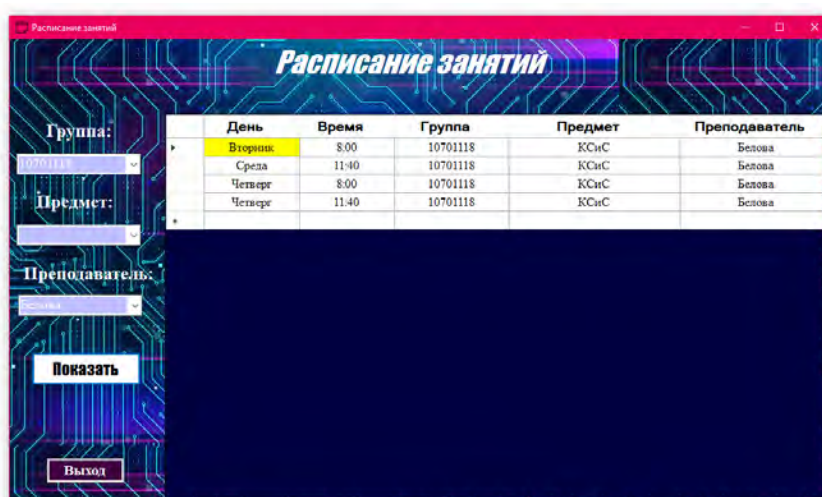 Расписание занятий
Расписание занятий
Группа:
10701118
Предмет:
Преподаватель:
Белова
Показать
Выход
День Время Группа Предмет Преподаватель
Вторник 8:00 10701118 КСиС Белова
Среда 11:40 10701118 КСиС Белова
Четверг 8:00 10701118 КСиС Белова
Четверг 11:40 10701118 КСиС Белова